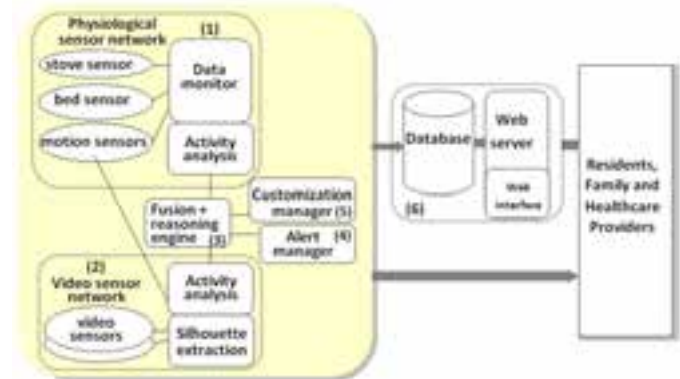 Physiological
sensor network
(1)
stove sensor
bed sensor
motion sensors
Data
monitor
Activity
analysis
Fusion +
reasoning
engine (3)
Customization
manager (5)
Alert (4)
manager
(2)
Video sensor
network
video
sensors
Activity
analysis
Silhouette
extraction
Database
Web
server
Web
interface
(6)
Residents,
Family and
Healthcare
Providers